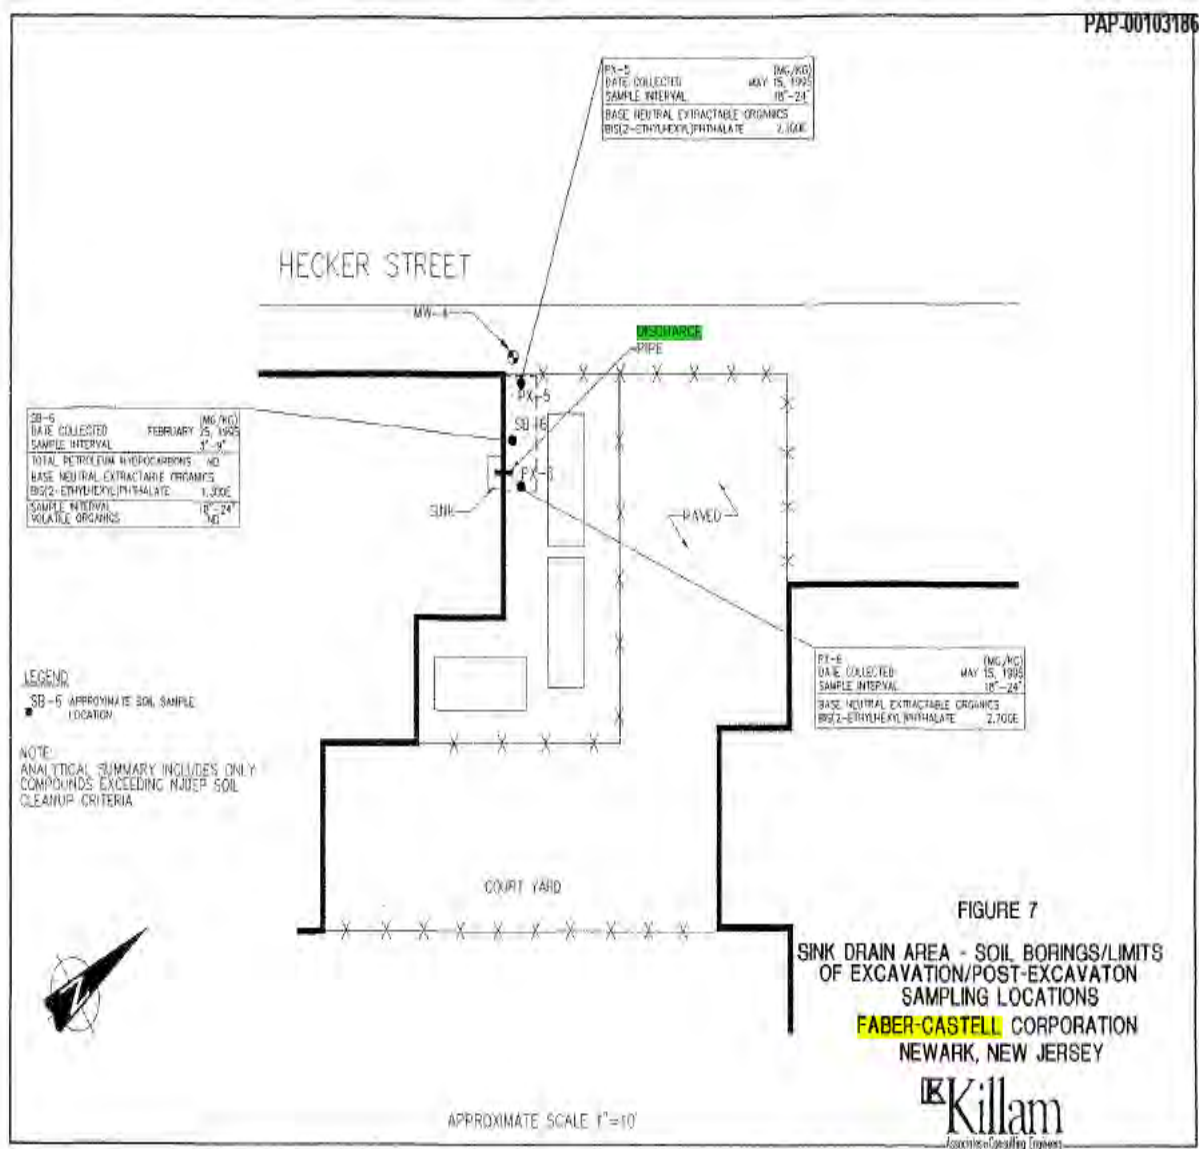 PAP-00103186
PX-5 (MG/KG)
DATE COLLECTED MAY 15, 1995
SAMPLE INTERVAL 18"-24"
BASE NEUTRAL EXTRACTABLE ORGANICS
BIS(2-ETHYLHEXYL)PHTHALATE
HECKER STREET
MW-4
DISCHARGE
PIPE
PX-5
SB-6
SB-6 (MG/KG)
DATE COLLECTED FEBRUARY 25, 1995
SAMPLE INTERVAL 3"-9"
TOTAL PETROLEUM HYDROCARBONS ND
BASE NEUTRAL EXTRACTABLE ORGANICS
BIS(2-ETHYLHEXYL)PHTHALATE 1,300E
SAMPLE INTERVAL 18"-24"
VOLATILE ORGANICS ND
PX-6
SINK
PAVED
PX-6 (MG/KG)
DATE COLLECTED MAY 15, 1995
SAMPLE INTERVAL 18"-24"
BASE NEUTRAL EXTRACTABLE ORGANICS
BIS(2-ETHYLHEXYL)PHTHALATE 2,700E
LEGEND
SB-6 APPROXIMATE SOIL SAMPLE
LOCATION
NOTE:
ANALYTICAL SUMMARY INCLUDES ONLY
COMPOUNDS EXCEEDING NJDEP SOIL
CLEANUP CRITERIA
COURT YARD
N
FIGURE 7
SINK DRAIN AREA - SOIL BORINGS/LIMITS
OF EXCAVATION/POST-EXCAVATON
SAMPLING LOCATIONS
FABER-CASTELL CORPORATION
NEWARK, NEW JERSEY
Killam
Associates-Consulting Engineers
APPROXIMATE SCALE 1"=10'